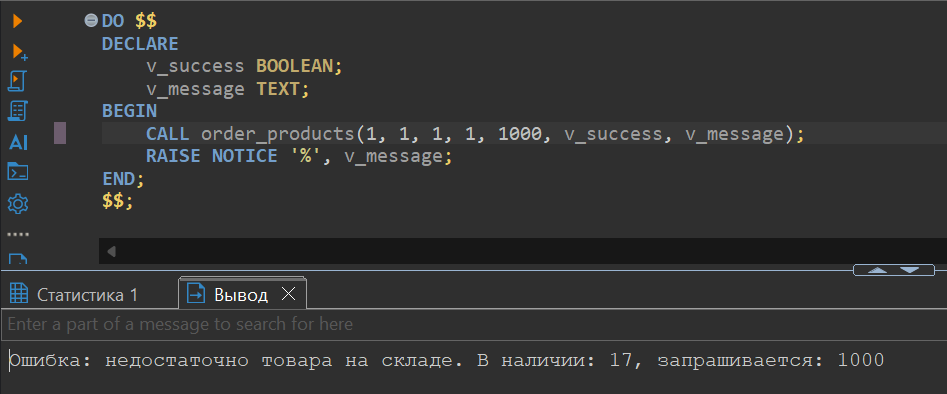 DO $$
DECLARE
v_success BOOLEAN;
v_message TEXT;
BEGIN
CALL order_products(1, 1, 1, 1, 1000, v_success, v_message);
RAISE NOTICE '%', v_message;
END;
$$;
AI
Статистика 1
Вывод
Enter a part of a message to search for here
Ошибка: недостаточно товара на складе. В наличии: 17, запрашивается: 1000